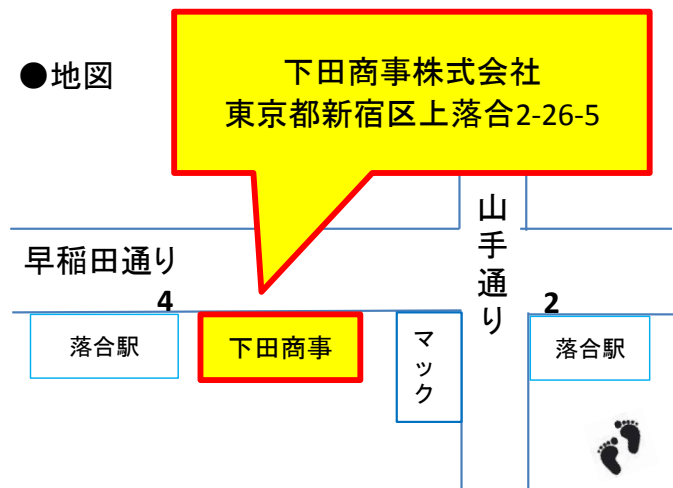 ●地図
下田商事株式会社
東京都新宿区上落合2-26-5
山手通り
早稲田通り
4
2
落合駅
下田商事
マック
落合駅